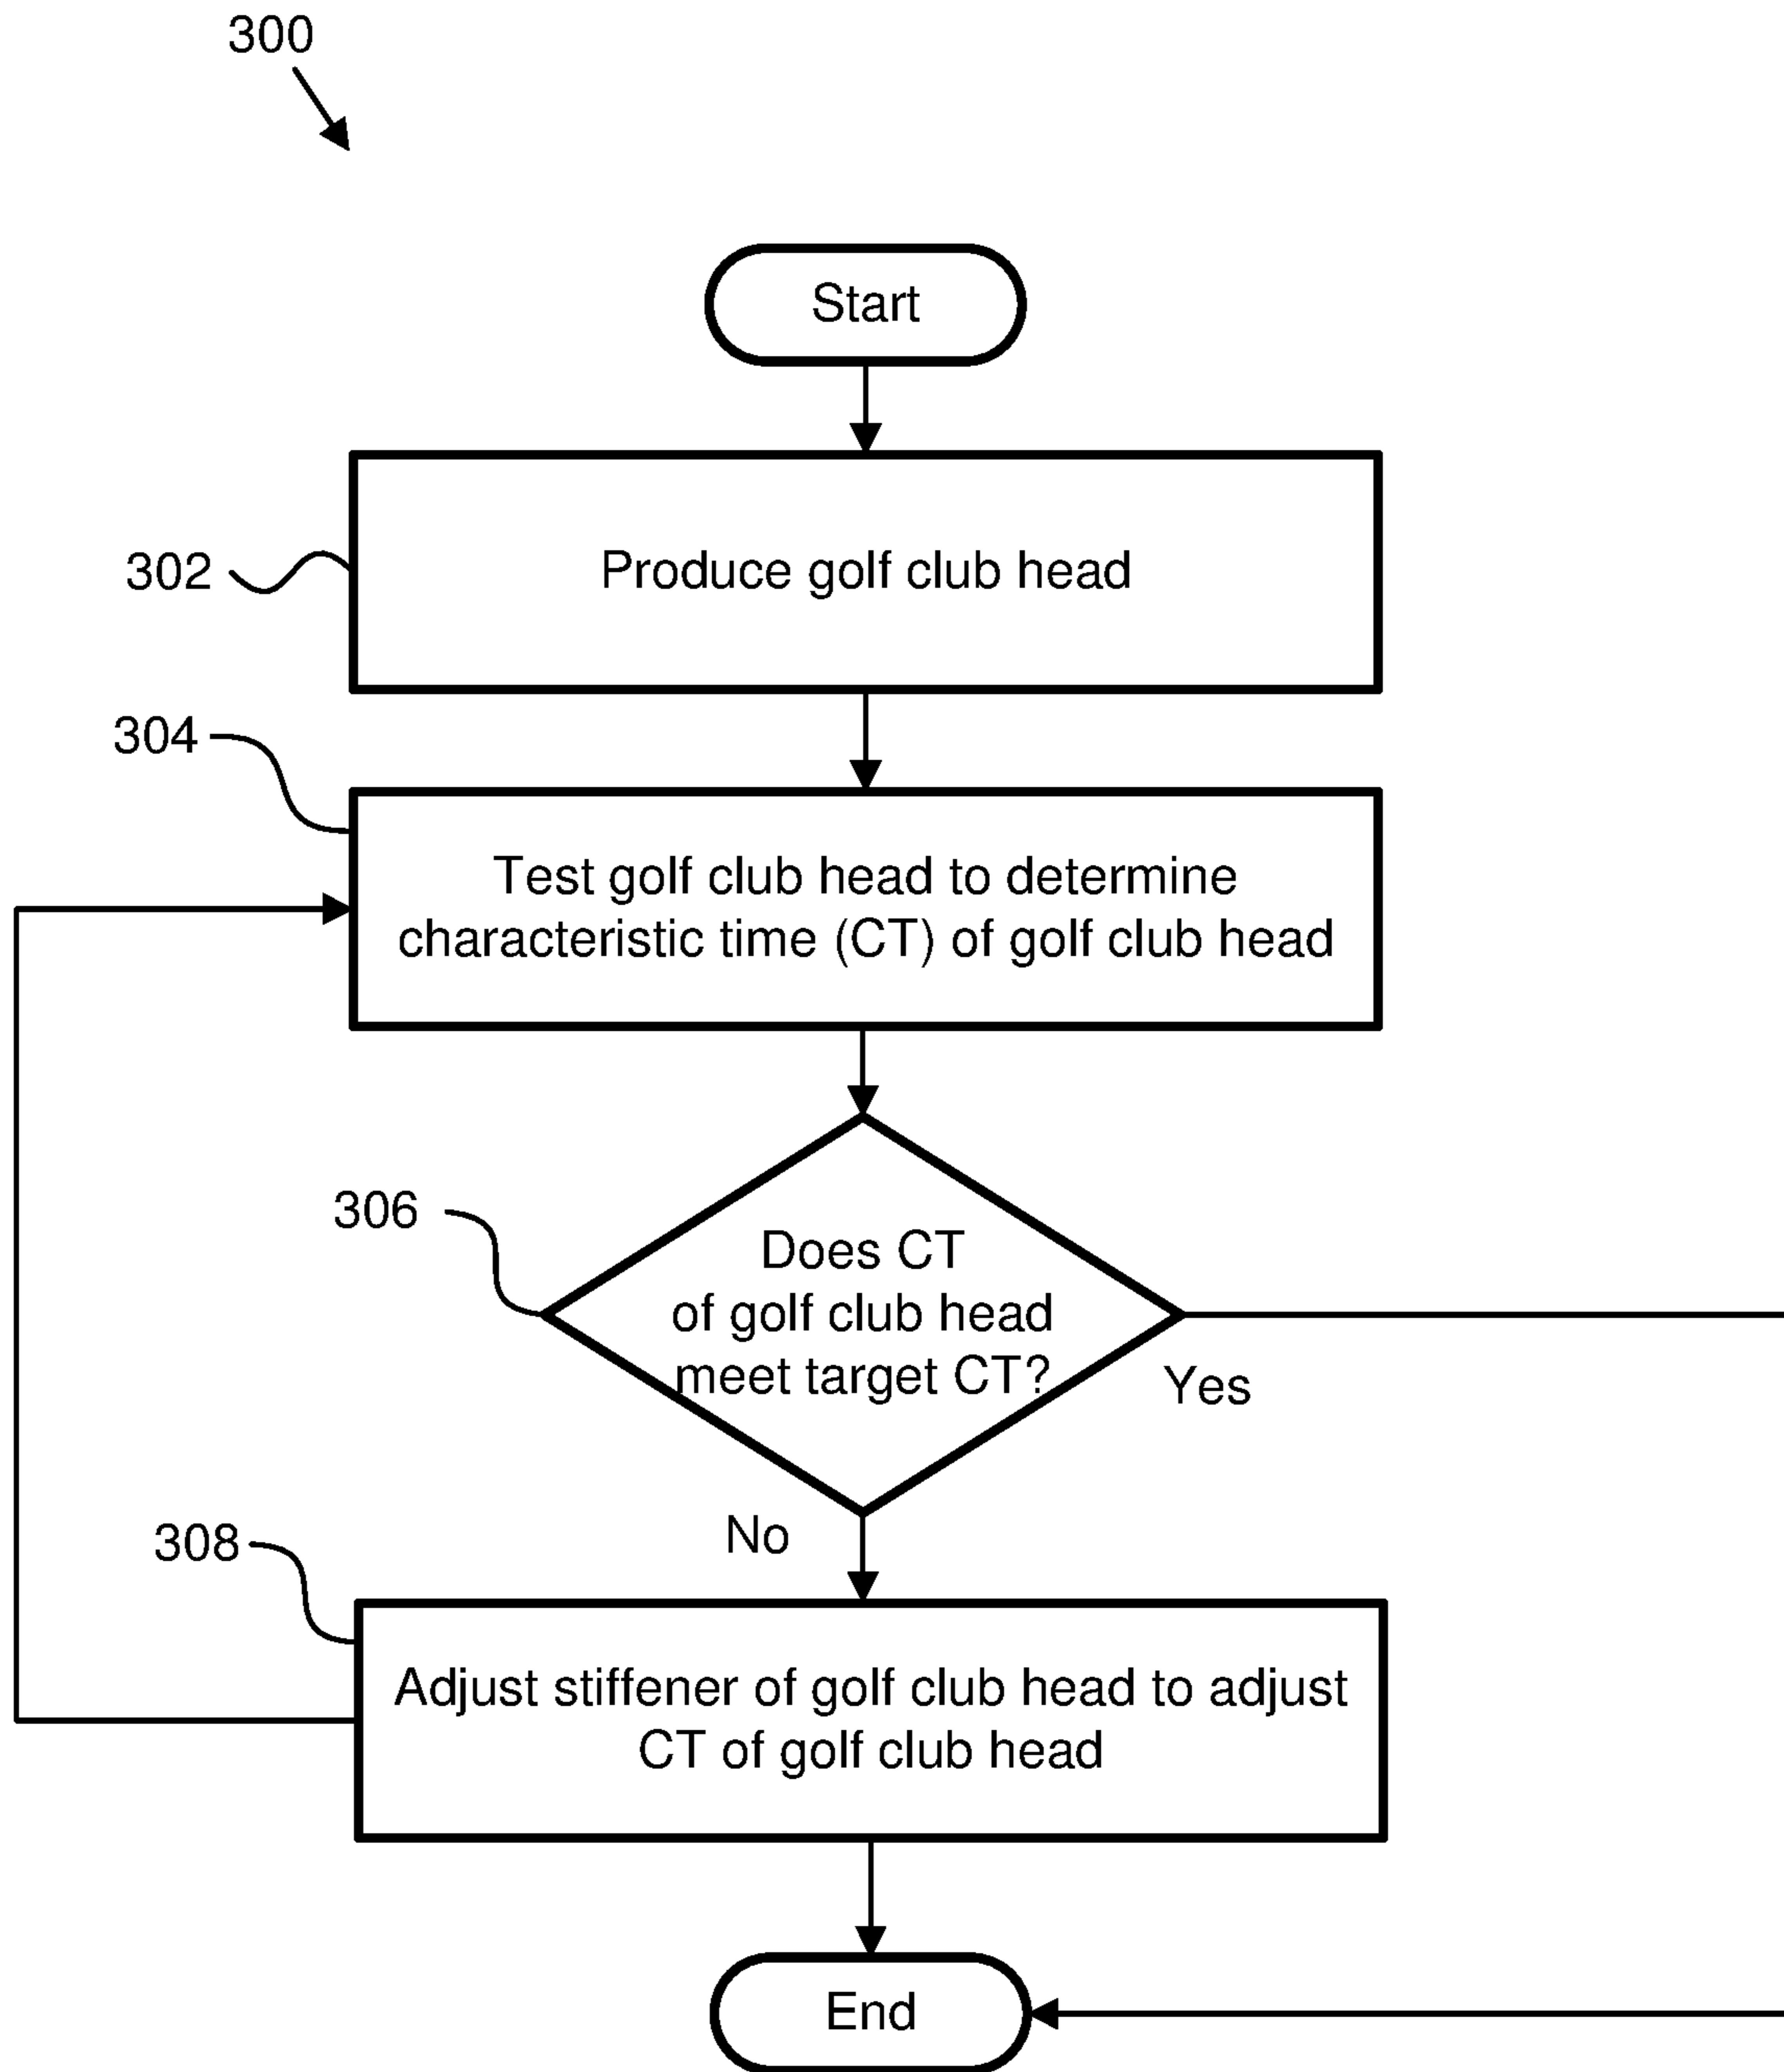 300
Start
302
Produce golf club head
304
Test golf club head to determine
characteristic time (CT) of golf club head
306
Does CT
of golf club head
meet target CT?
Yes
No
308
Adjust stiffener of golf club head to adjust
CT of golf club head
End